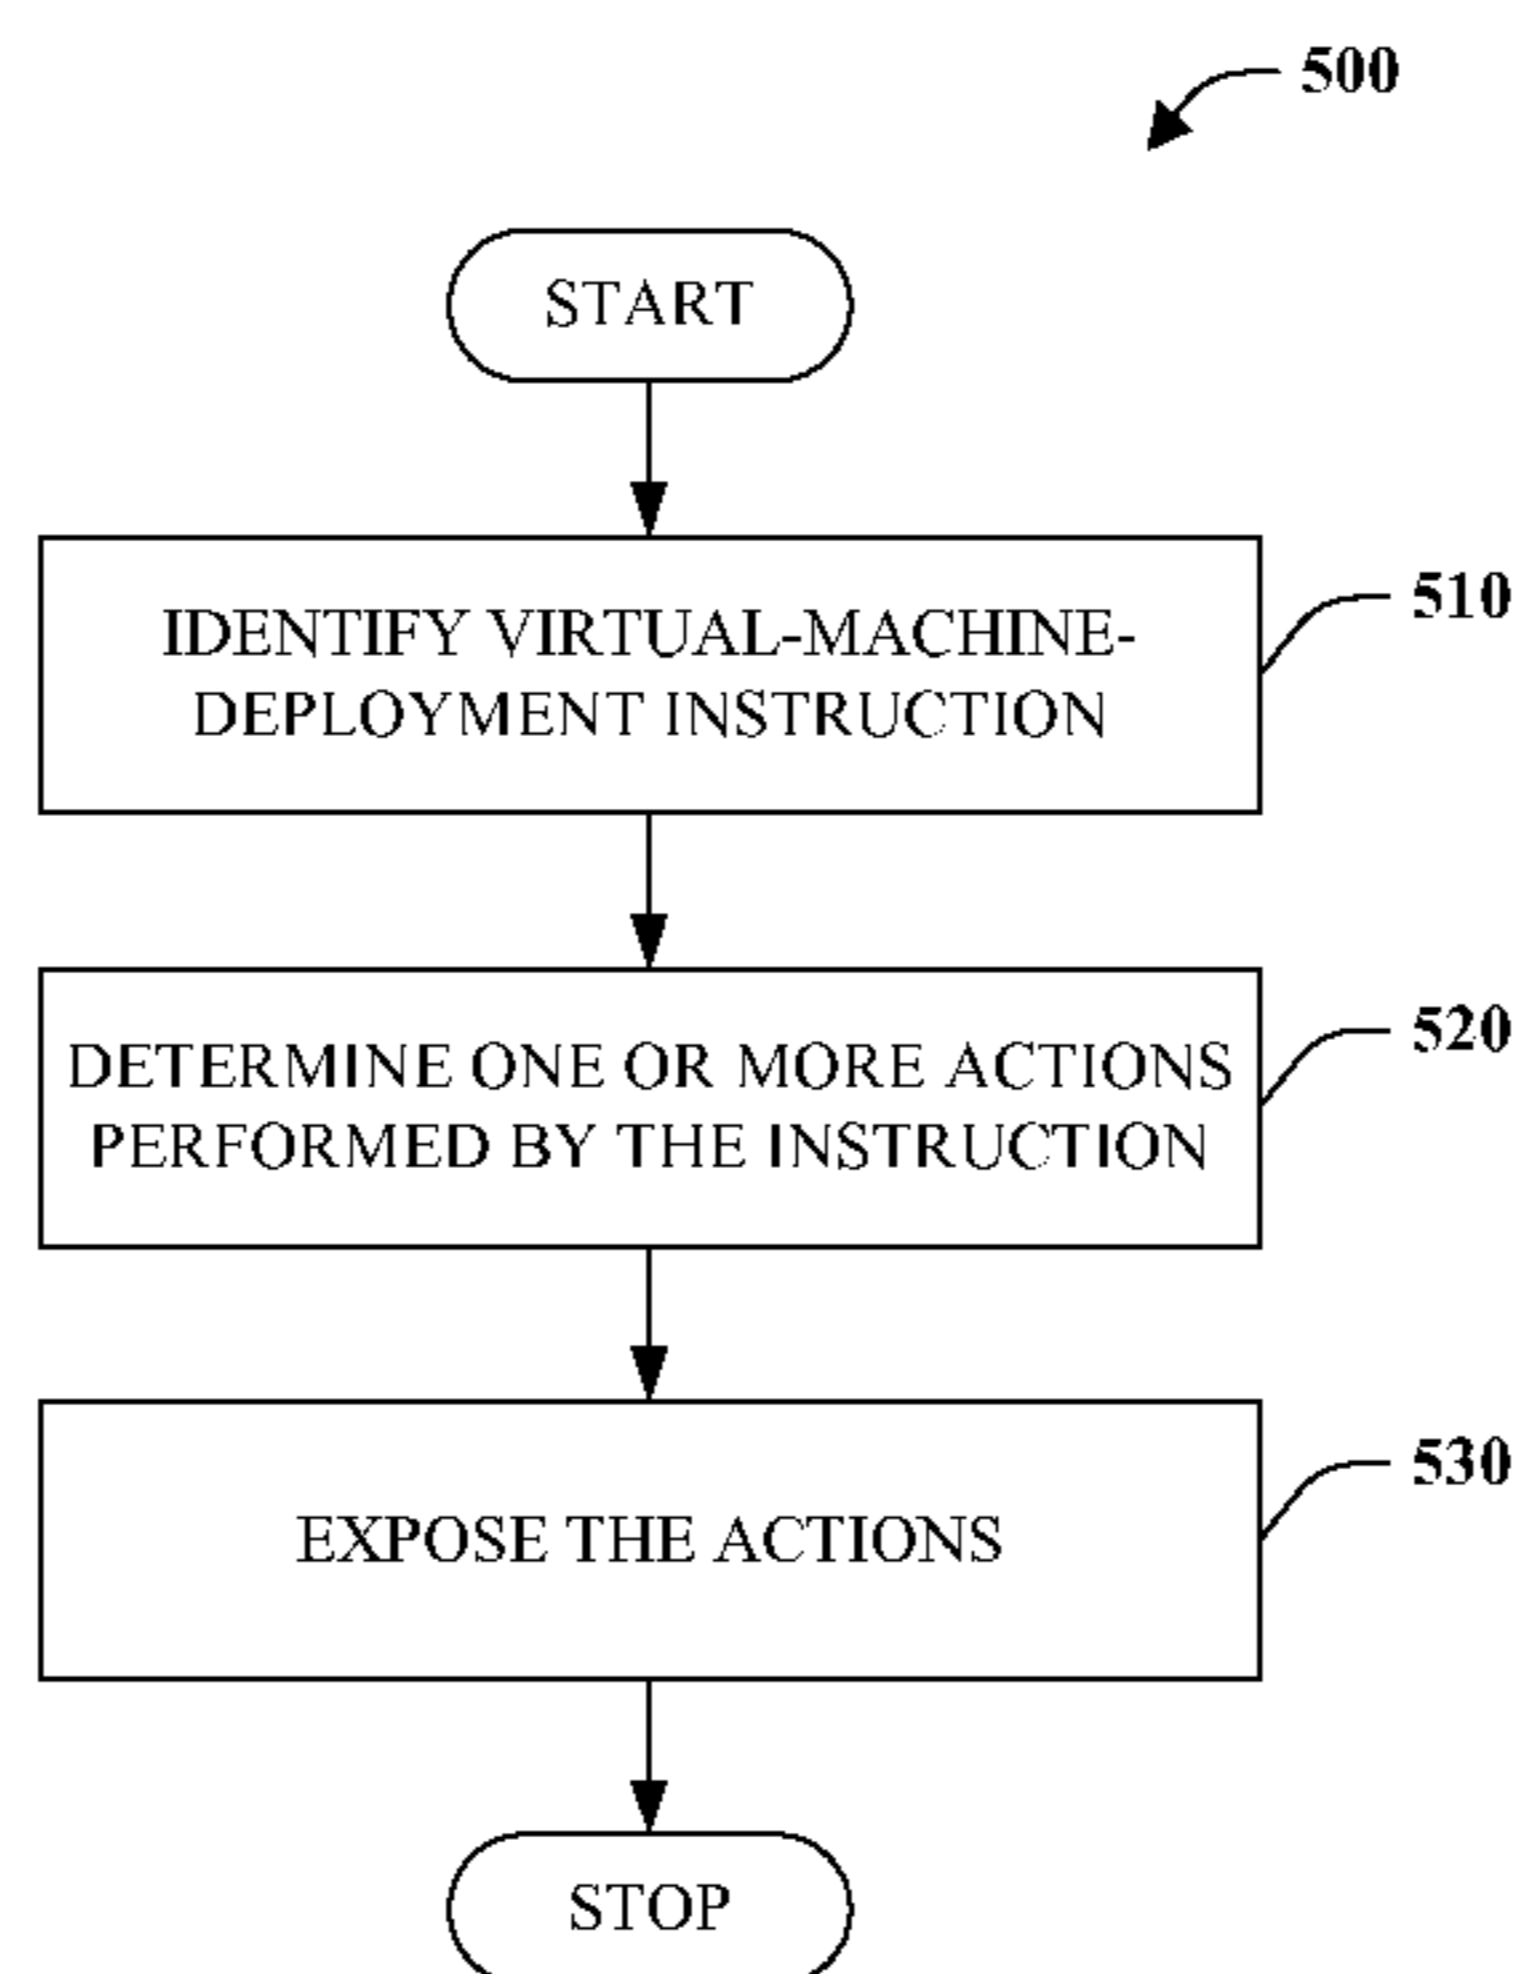 500
START
IDENTIFY VIRTUAL-MACHINE-
DEPLOYMENT INSTRUCTION
510
DETERMINE ONE OR MORE ACTIONS
PERFORMED BY THE INSTRUCTION
520
EXPOSE THE ACTIONS
530
STOP